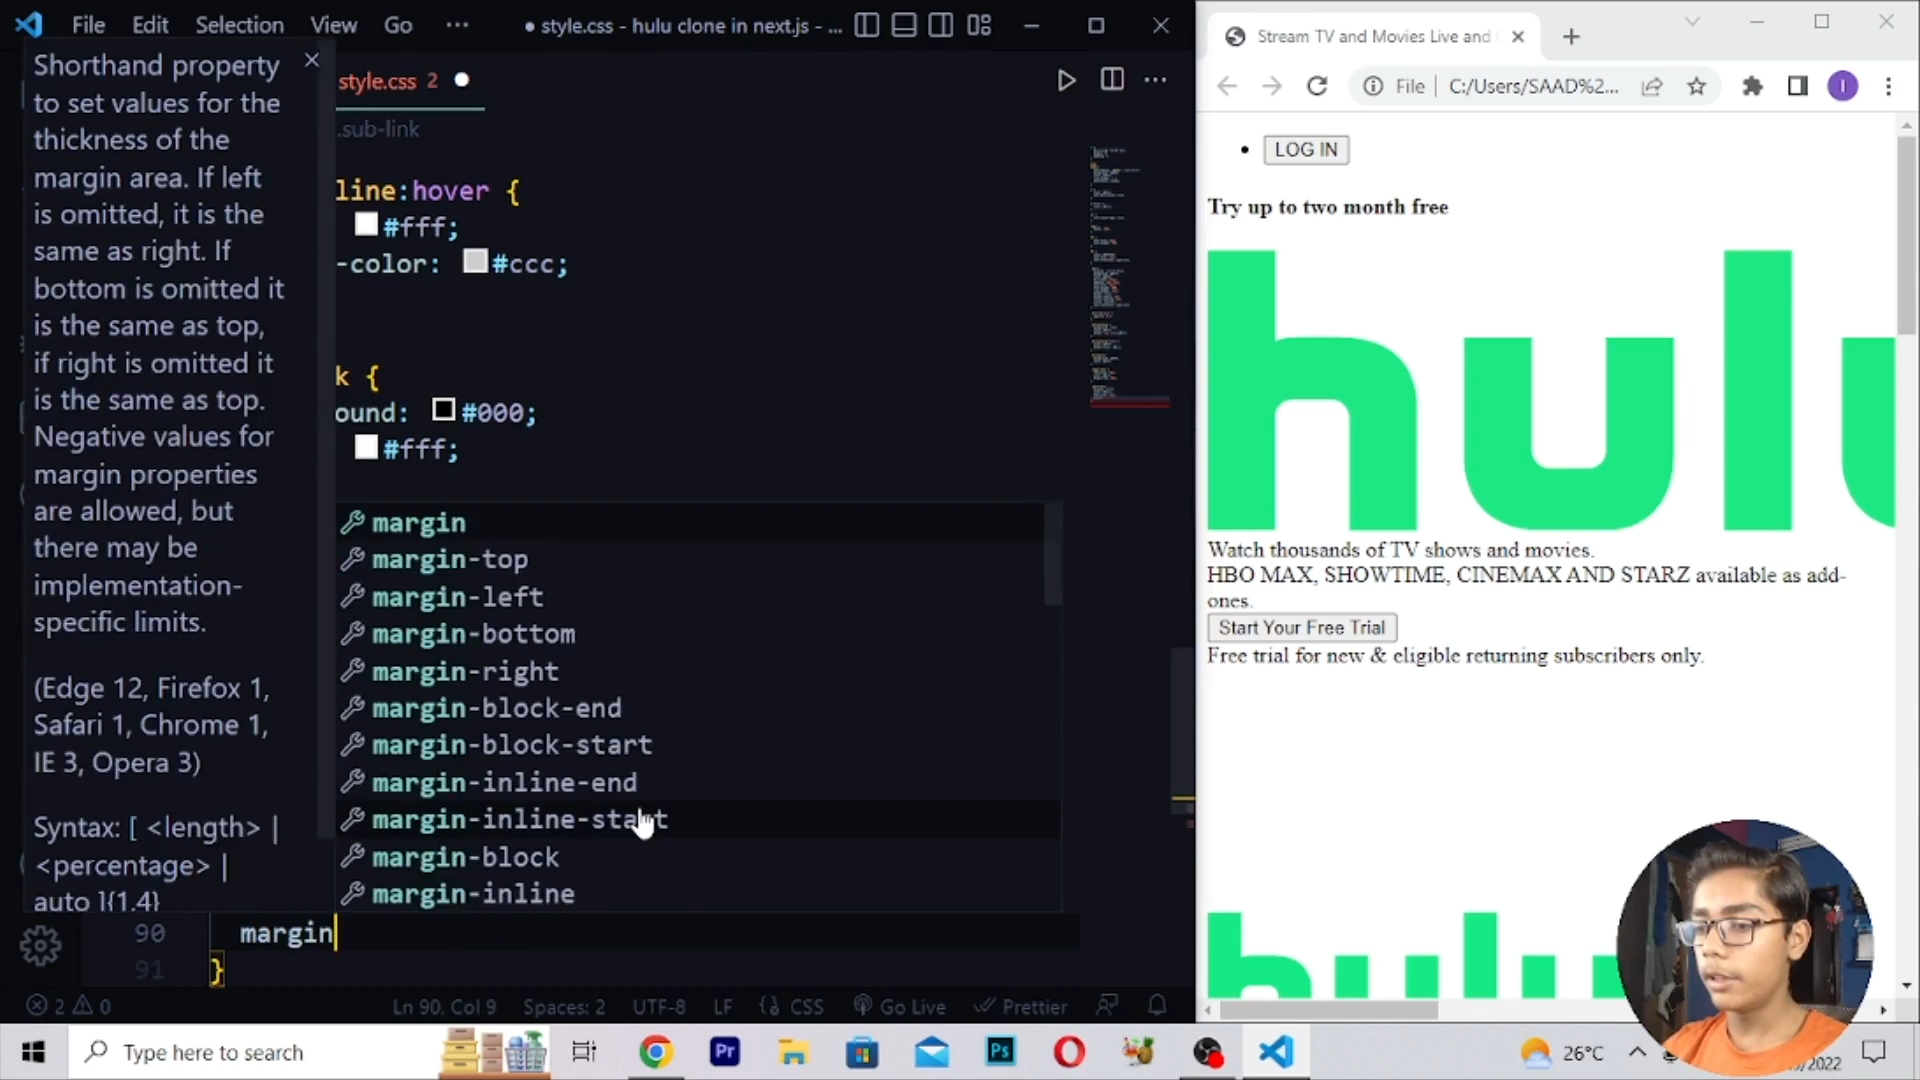 File Edit Selection View Go ···
● style.css - hulu clone in next.js - ...
Shorthand property
to set values for the
thickness of the
margin area. If left
is omitted, it is the
same as right. If
bottom is omitted it
is the same as top,
if right is omitted it
is the same as top.
Negative values for
margin properties
are allowed, but
there may be
implementation-
specific limits.
(Edge 12, Firefox 1,
Safari 1, Chrome 1,
IE 3, Opera 3)
Syntax: [ <length> |
<percentage> |
auto ]{1,4}
style.css 2 ●
.sub-link
line:hover {
#fff;
-color: #ccc;
k {
ound: #000;
#fff;
margin
margin-top
margin-left
margin-bottom
margin-right
margin-block-end
margin-block-start
margin-inline-end
margin-inline-start
margin-block
margin-inline
90 margin
91 }
2 0 Ln 90, Col 9 Spaces: 2 UTF-8 LF {} CSS Go Live Prettier
Stream TV and Movies Live and
File C:/Users/SAAD%2... I
• LOG IN
Try up to two month free
hulu
Watch thousands of TV shows and movies.
HBO MAX, SHOWTIME, CINEMAX AND STARZ available as add-
ones.
Start Your Free Trial
Free trial for new & eligible returning subscribers only.
hulu
Type here to search Pr Ps 26°C